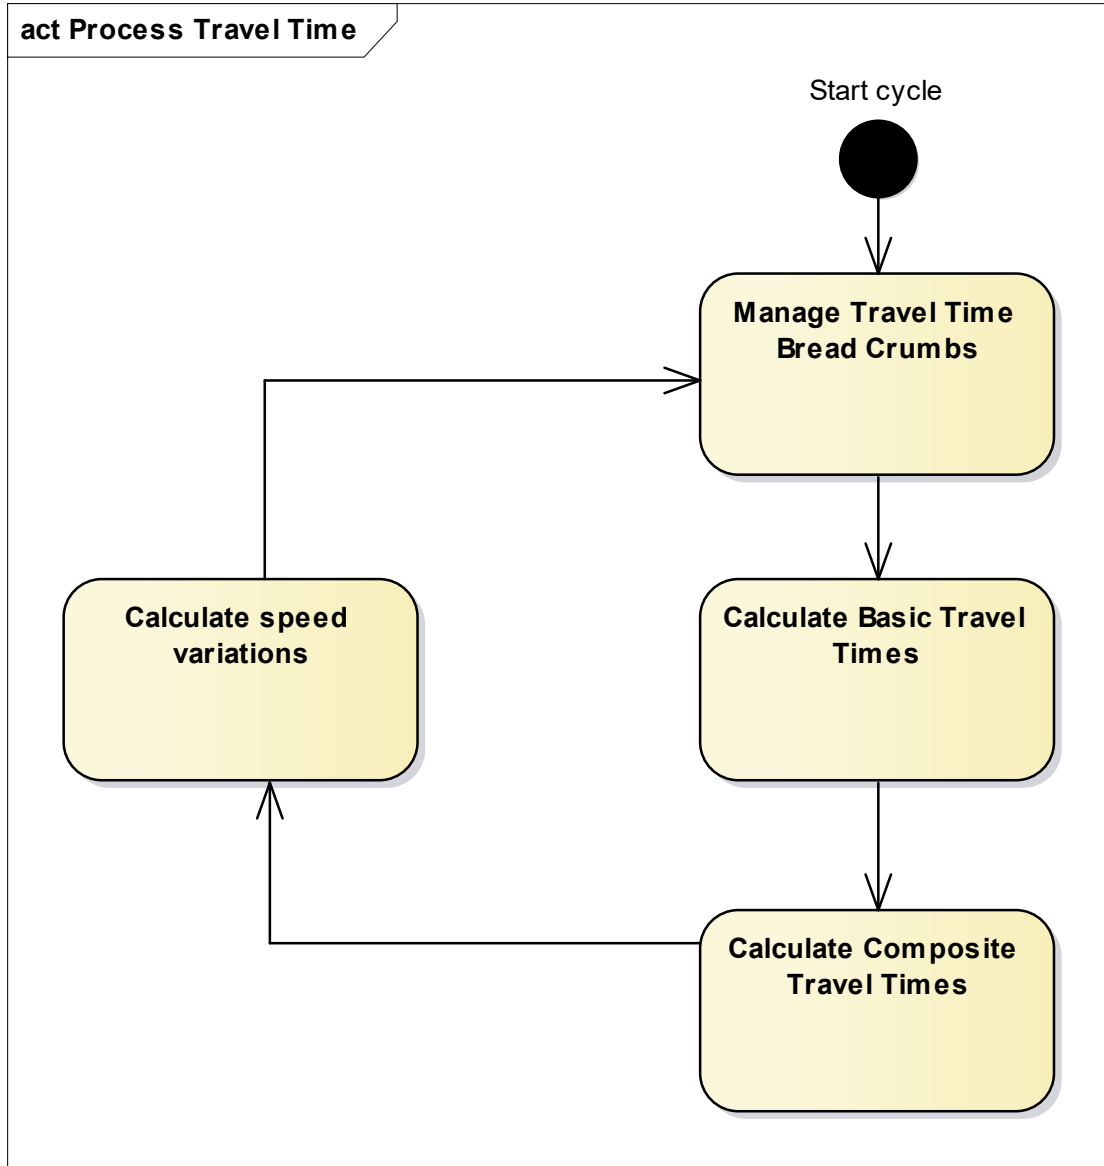 act Process Travel Time
Start cycle
Manage Travel Time
Bread Crumbs
Calculate speed
variations
Calculate Basic Travel
Times
Calculate Composite
Travel Times